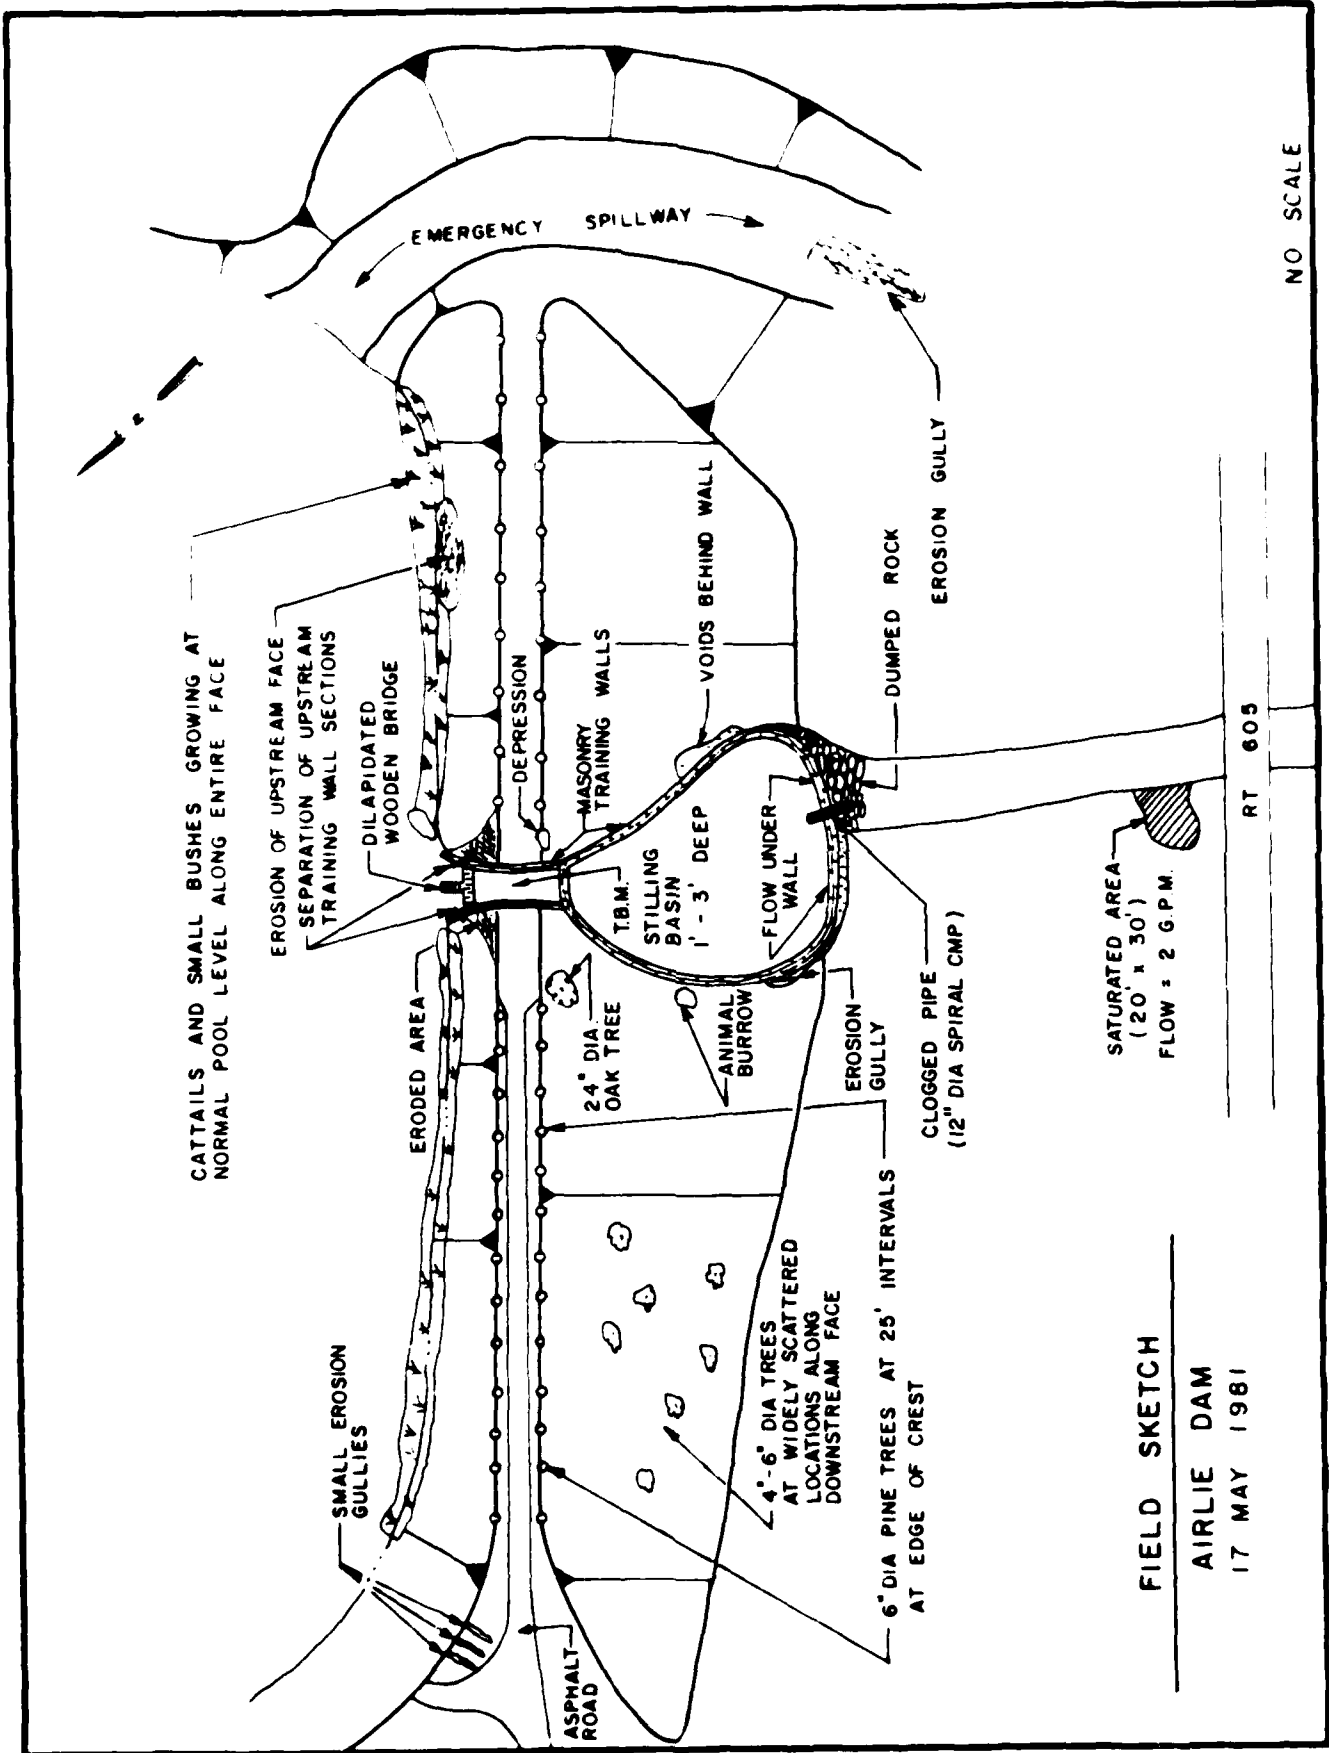 CATTAILS AND SMALL BUSHES GROWING AT
NORMAL POOL LEVEL ALONG ENTIRE FACE
EROSION OF UPSTREAM FACE
SEPARATION OF UPSTREAM
TRAINING WALL SECTIONS
DILAPIDATED
WOODEN BRIDGE
SMALL EROSION
GULLIES
ERODED AREA
EMERGENCY SPILLWAY
DEPRESSION
MASONRY
TRAINING WALLS
VOIDS BEHIND WALL
T.B.M.
STILLING
BASIN
1' - 3' DEEP
FLOW UNDER
WALL
24" DIA.
OAK TREE
ANIMAL
BURROW
EROSION
GULLY
DUMPED ROCK
EROSION GULLY
ASPHALT
ROAD
4"-6" DIA TREES
AT WIDELY SCATTERED
LOCATIONS ALONG
DOWNSTREAM FACE
6" DIA PINE TREES AT 25' INTERVALS
AT EDGE OF CREST
CLOGGED PIPE
(12" DIA SPIRAL CMP)
SATURATED AREA
(20' x 30')
FLOW = 2 G.P.M.
RT 605
FIELD SKETCH
AIRLIE DAM
17 MAY 1981
NO SCALE